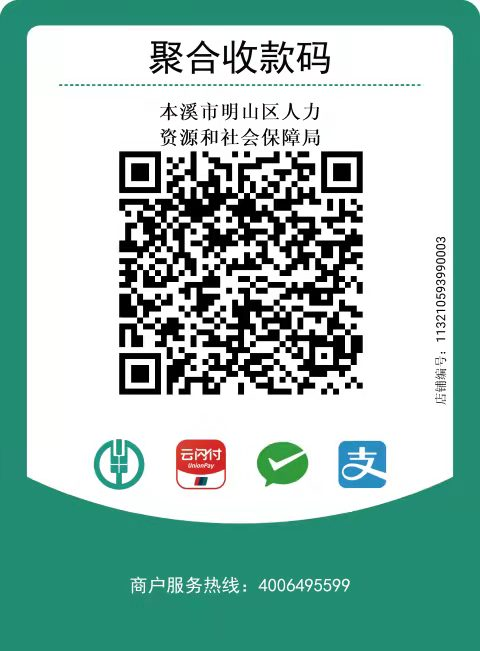 聚合收款码
本溪市明山区人力
资源和社会保障局
店铺编号：113210593990003
云闪付
UnionPay
支
商户服务热线：4006495599